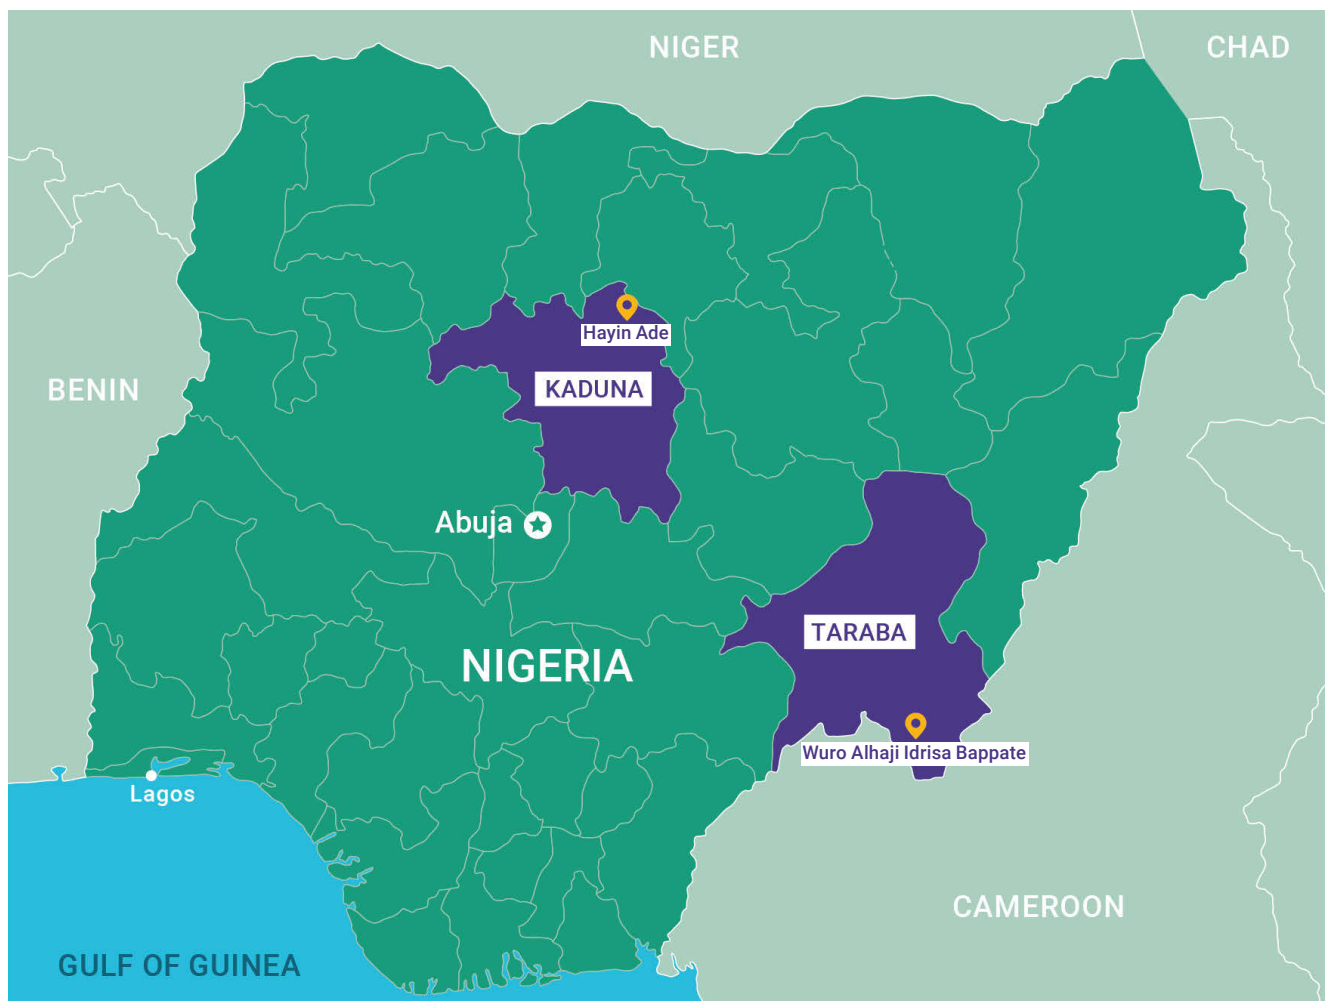 NIGER
CHAD
Hayin Ade
KADUNA
BENIN
Abuja
TARABA
NIGERIA
Wuro Alhaji Idrisa Bappate
Lagos
CAMEROON
GULF OF GUINEA